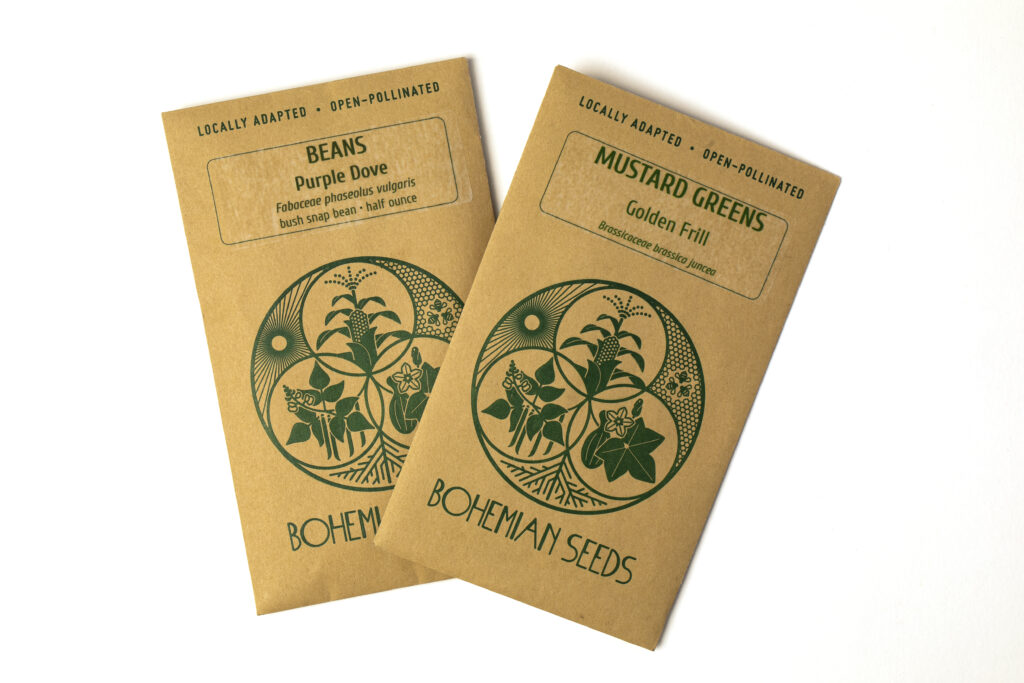 LOCALLY ADAPTED • OPEN-POLLINATED
BEANS
Purple Dove
Fabaceae phaseolus vulgaris
bush snap bean • half ounce
BOHEMI
LOCALLY ADAPTED • OPEN-POLLINATED
MUSTARD GREENS
Golden Frill
Brassicaceae brassica juncea
BOHEMIAN SEEDS